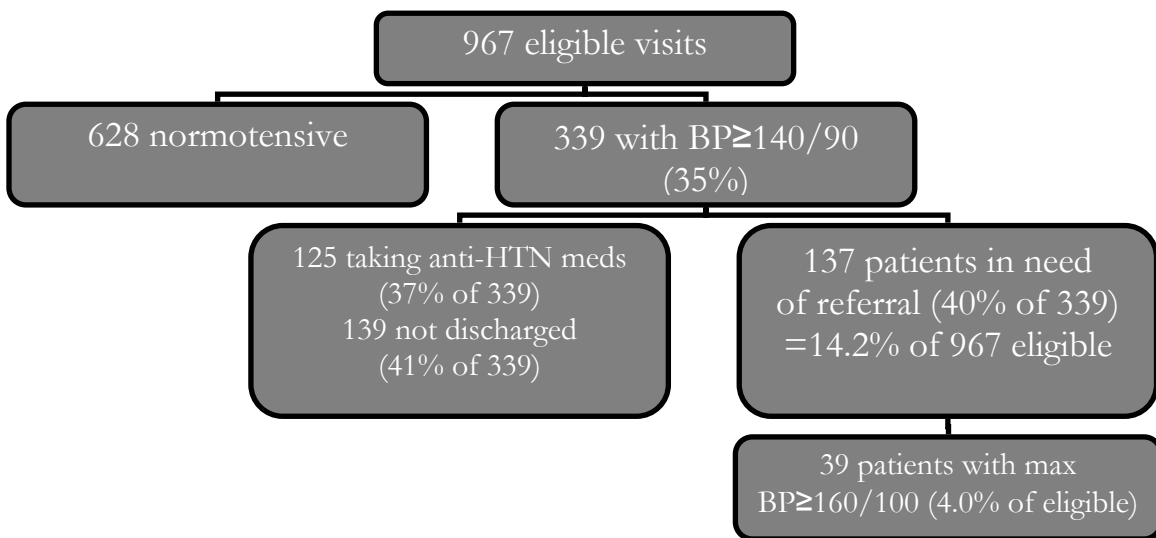 967 eligible visits
628 normotensive
339 with BP≥140/90
(35%)
125 taking anti-HTN meds
(37% of 339)
139 not discharged
(41% of 339)
137 patients in need
of referral (40% of 339)
=14.2% of 967 eligible
39 patients with max
BP≥160/100 (4.0% of eligible)